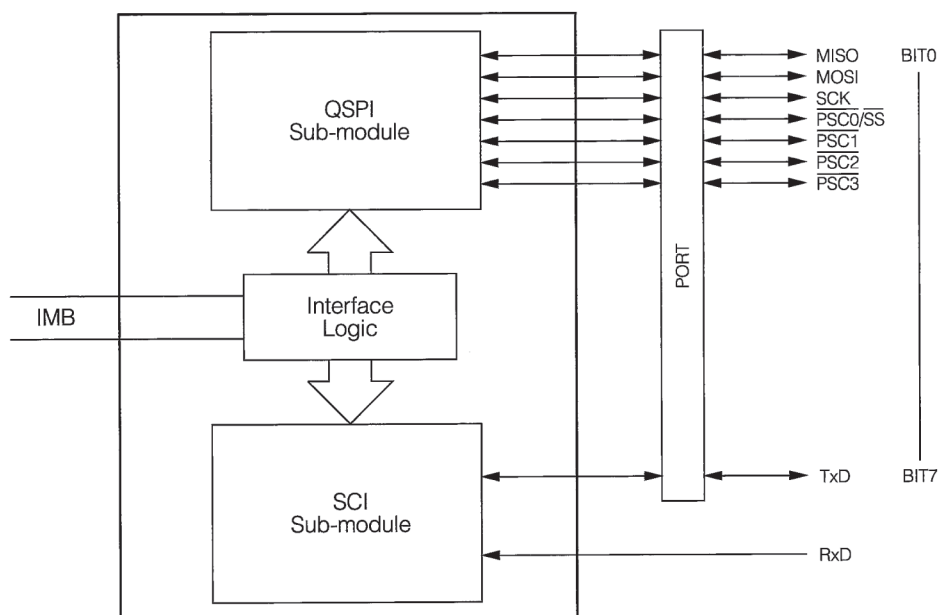 QSPI
Sub-module
MISO BIT0
MOSI
SCK
PSC0/SS
PSC1
PSC2
PSC3
PORT
IMB
Interface
Logic
SCI
Sub-module
TxD BIT7
RxD